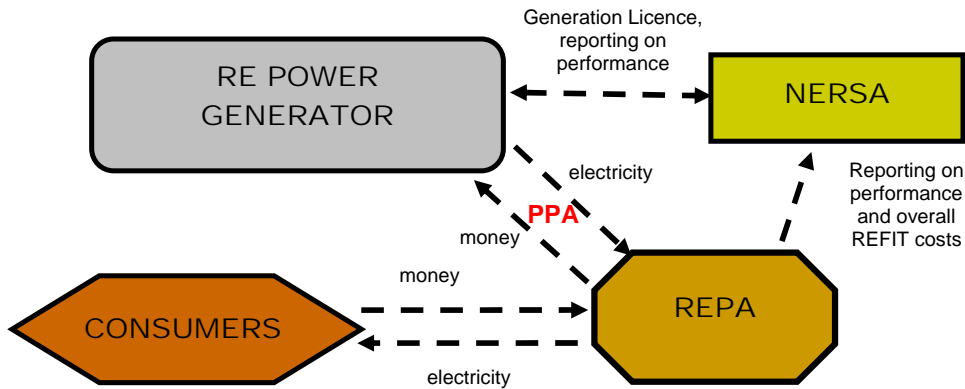 Generation Licence,
reporting on
performance
RE POWER
GENERATOR
NERSA
electricity
PPA
money
Reporting on
performance
and overall
REFIT costs
money
CONSUMERS
REPA
electricity